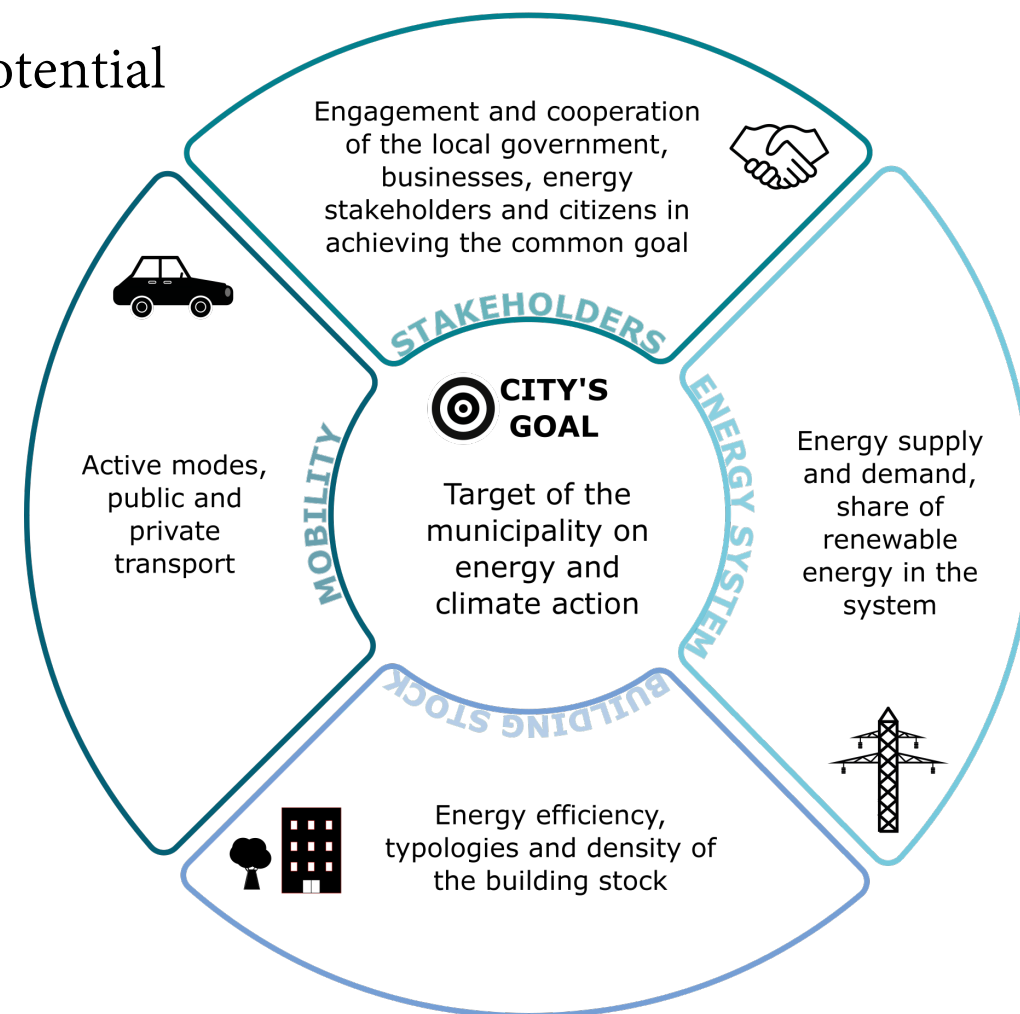 otential
Engagement and cooperation
of the local government,
businesses, energy
stakeholders and citizens in
achieving the common goal
STAKEHOLDERS
CITY'S
GOAL
Target of the
municipality on
energy and
climate action
MOBILITY
Active modes,
public and
private
transport
ENERGY SYSTEM
Energy supply
and demand,
share of
renewable
energy in the
system
BUILDING STOCK
Energy efficiency,
typologies and density of
the building stock